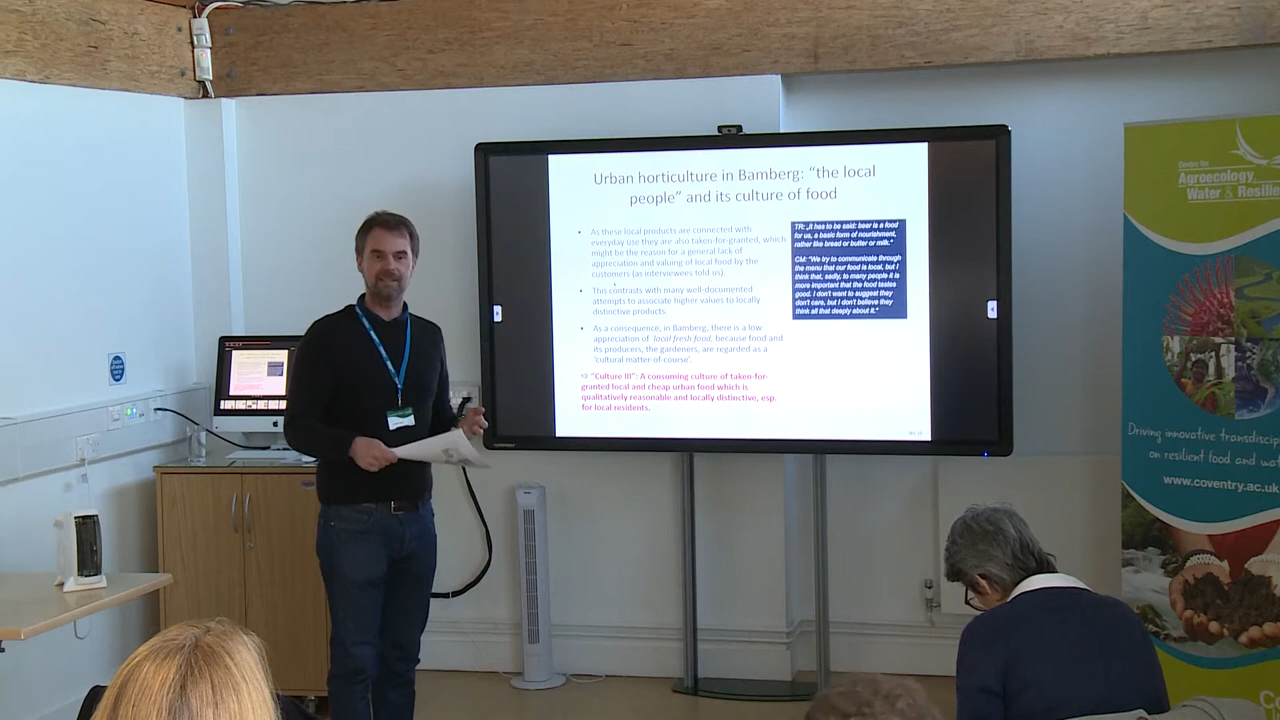 Urban horticulture in Bamberg: “the local
people” and its culture of food
• As these local products are connected with
everyday use they are also taken-for-granted, which
might be the reason for a general lack of
appreciation and valuing of local food by the
customers (as interviewees told us).
• This contrasts with many well-documented
attempts to associate higher values to locally
distinctive products.
• As a consequence, in Bamberg, there is a low
appreciation of local fresh food, because food and
its producers, the gardeners, are regarded as a
‘cultural matter-of-course’.
⇨ “Culture III”: A consuming culture of taken-for-
granted local and cheap urban food which is
qualitatively reasonable and locally distinctive, esp.
for local residents.
TR: „It has to be said: beer is a food
for us, a basic form of nourishment,
rather like bread or butter or milk.“
CM: “We try to communicate through
the menu that our food is local, but I
think that, sadly, to many people it is
more important that the food tastes
good. I don't want to suggest they
don't care, but I don't believe they
think all that deeply about it.”
Centre for
Agroecology,
Water & Resilie
Driving innovative transdiscip
on resilient food and wat
www.coventry.ac.uk